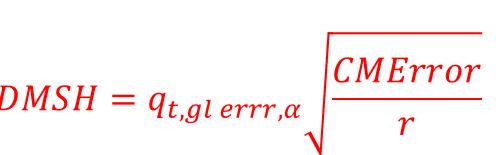 DMSH = q_{t,gl errr,α} √(CMError / r)